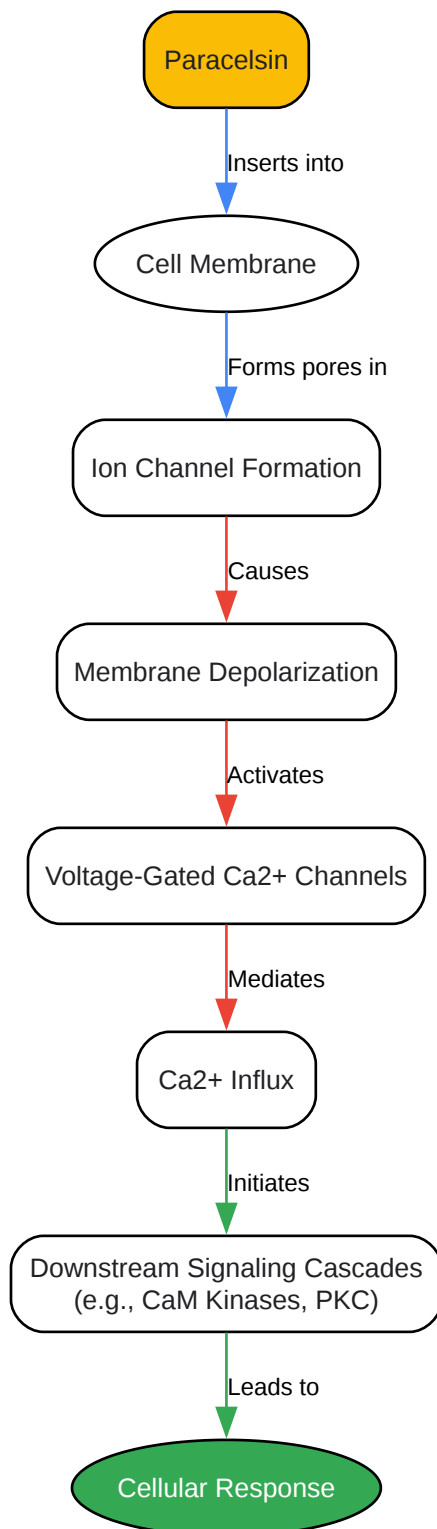 Paracelsin
Inserts into
Cell Membrane
Forms pores in
Ion Channel Formation
Causes
Membrane Depolarization
Activates
Voltage-Gated Ca2+ Channels
Mediates
Ca2+ Influx
Initiates
Downstream Signaling Cascades
(e.g., CaM Kinases, PKC)
Leads to
Cellular Response